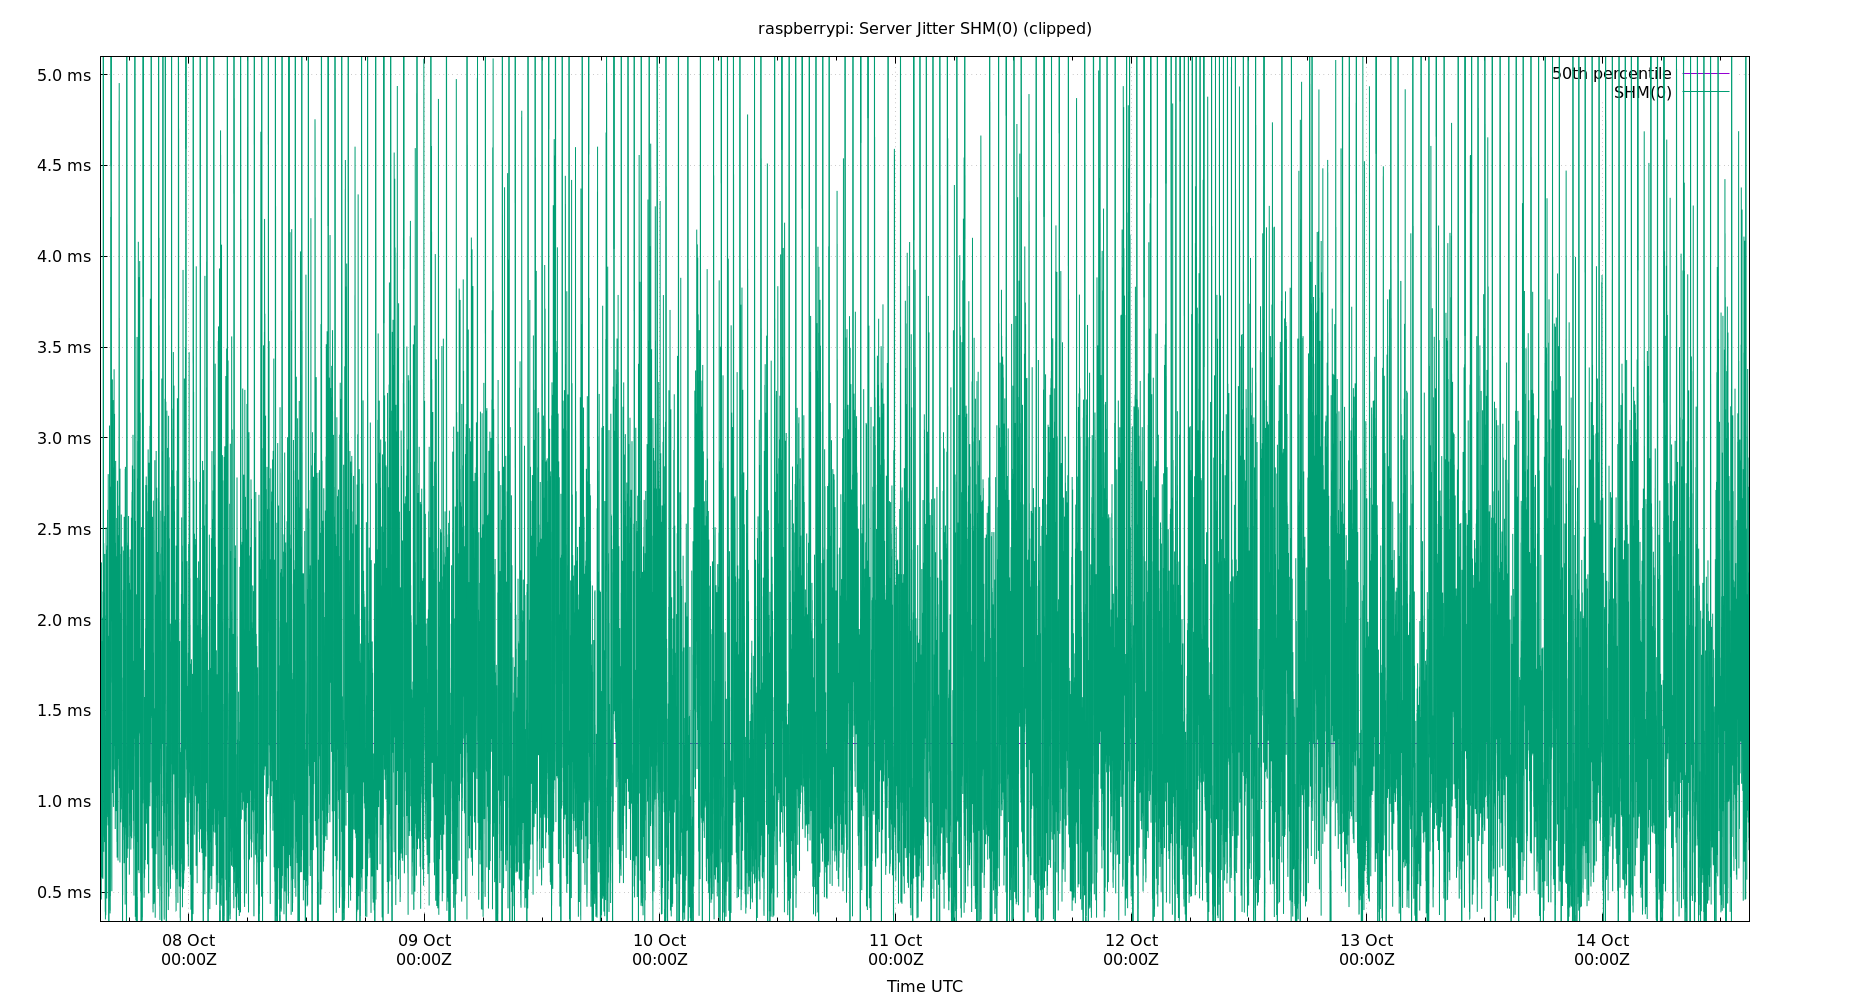 raspberrypi: Server Jitter SHM(0) (clipped)
5.0 ms
50th percentile
SHM(0)
4.5 ms
4.0 ms
3.5 ms
3.0 ms
2.5 ms
2.0 ms
1.5 ms
1.0 ms
0.5 ms
08 Oct 09 Oct 10 Oct 11 Oct 12 Oct 13 Oct 14 Oct
00:00Z 00:00Z 00:00Z 00:00Z 00:00Z 00:00Z 00:00Z
Time UTC